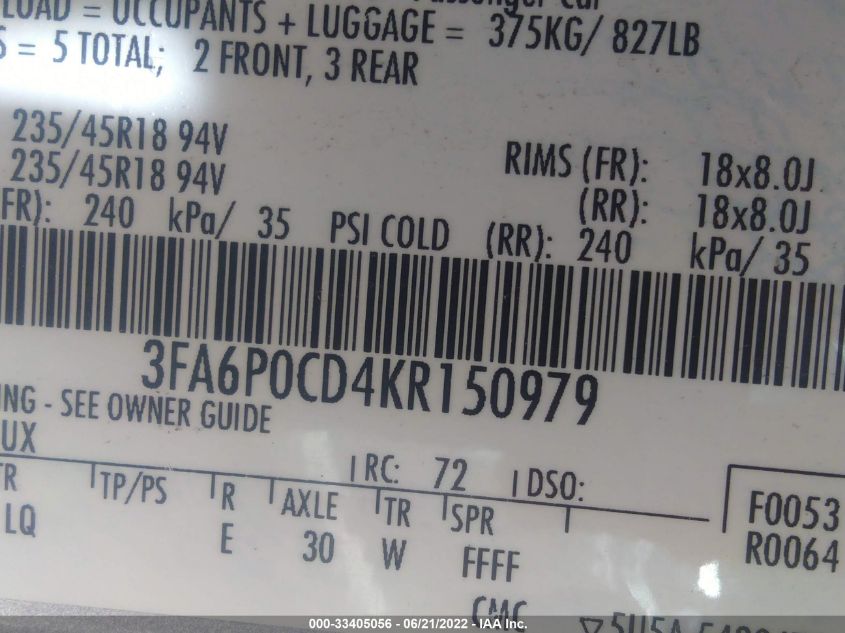 LOAD = OCCUPANTS + LUGGAGE = 375KG/ 827LB
= 5 TOTAL; 2 FRONT, 3 REAR
235/45R18 94V
235/45R18 94V
RIMS (FR): 18x8.0J
(RR): 18x8.0J
FR): 240 kPa/ 35 PSI COLD (RR): 240 kPa/ 35
3FA6P0CD4KR150979
NG - SEE OWNER GUIDE
UX
RC: 72 DSO:
TR TP/PS R AXLE TR SPR
LQ E 30 W FFFF
F0053
R0064
CMC
000-33405056 - 06/21/2022 - IAA Inc.